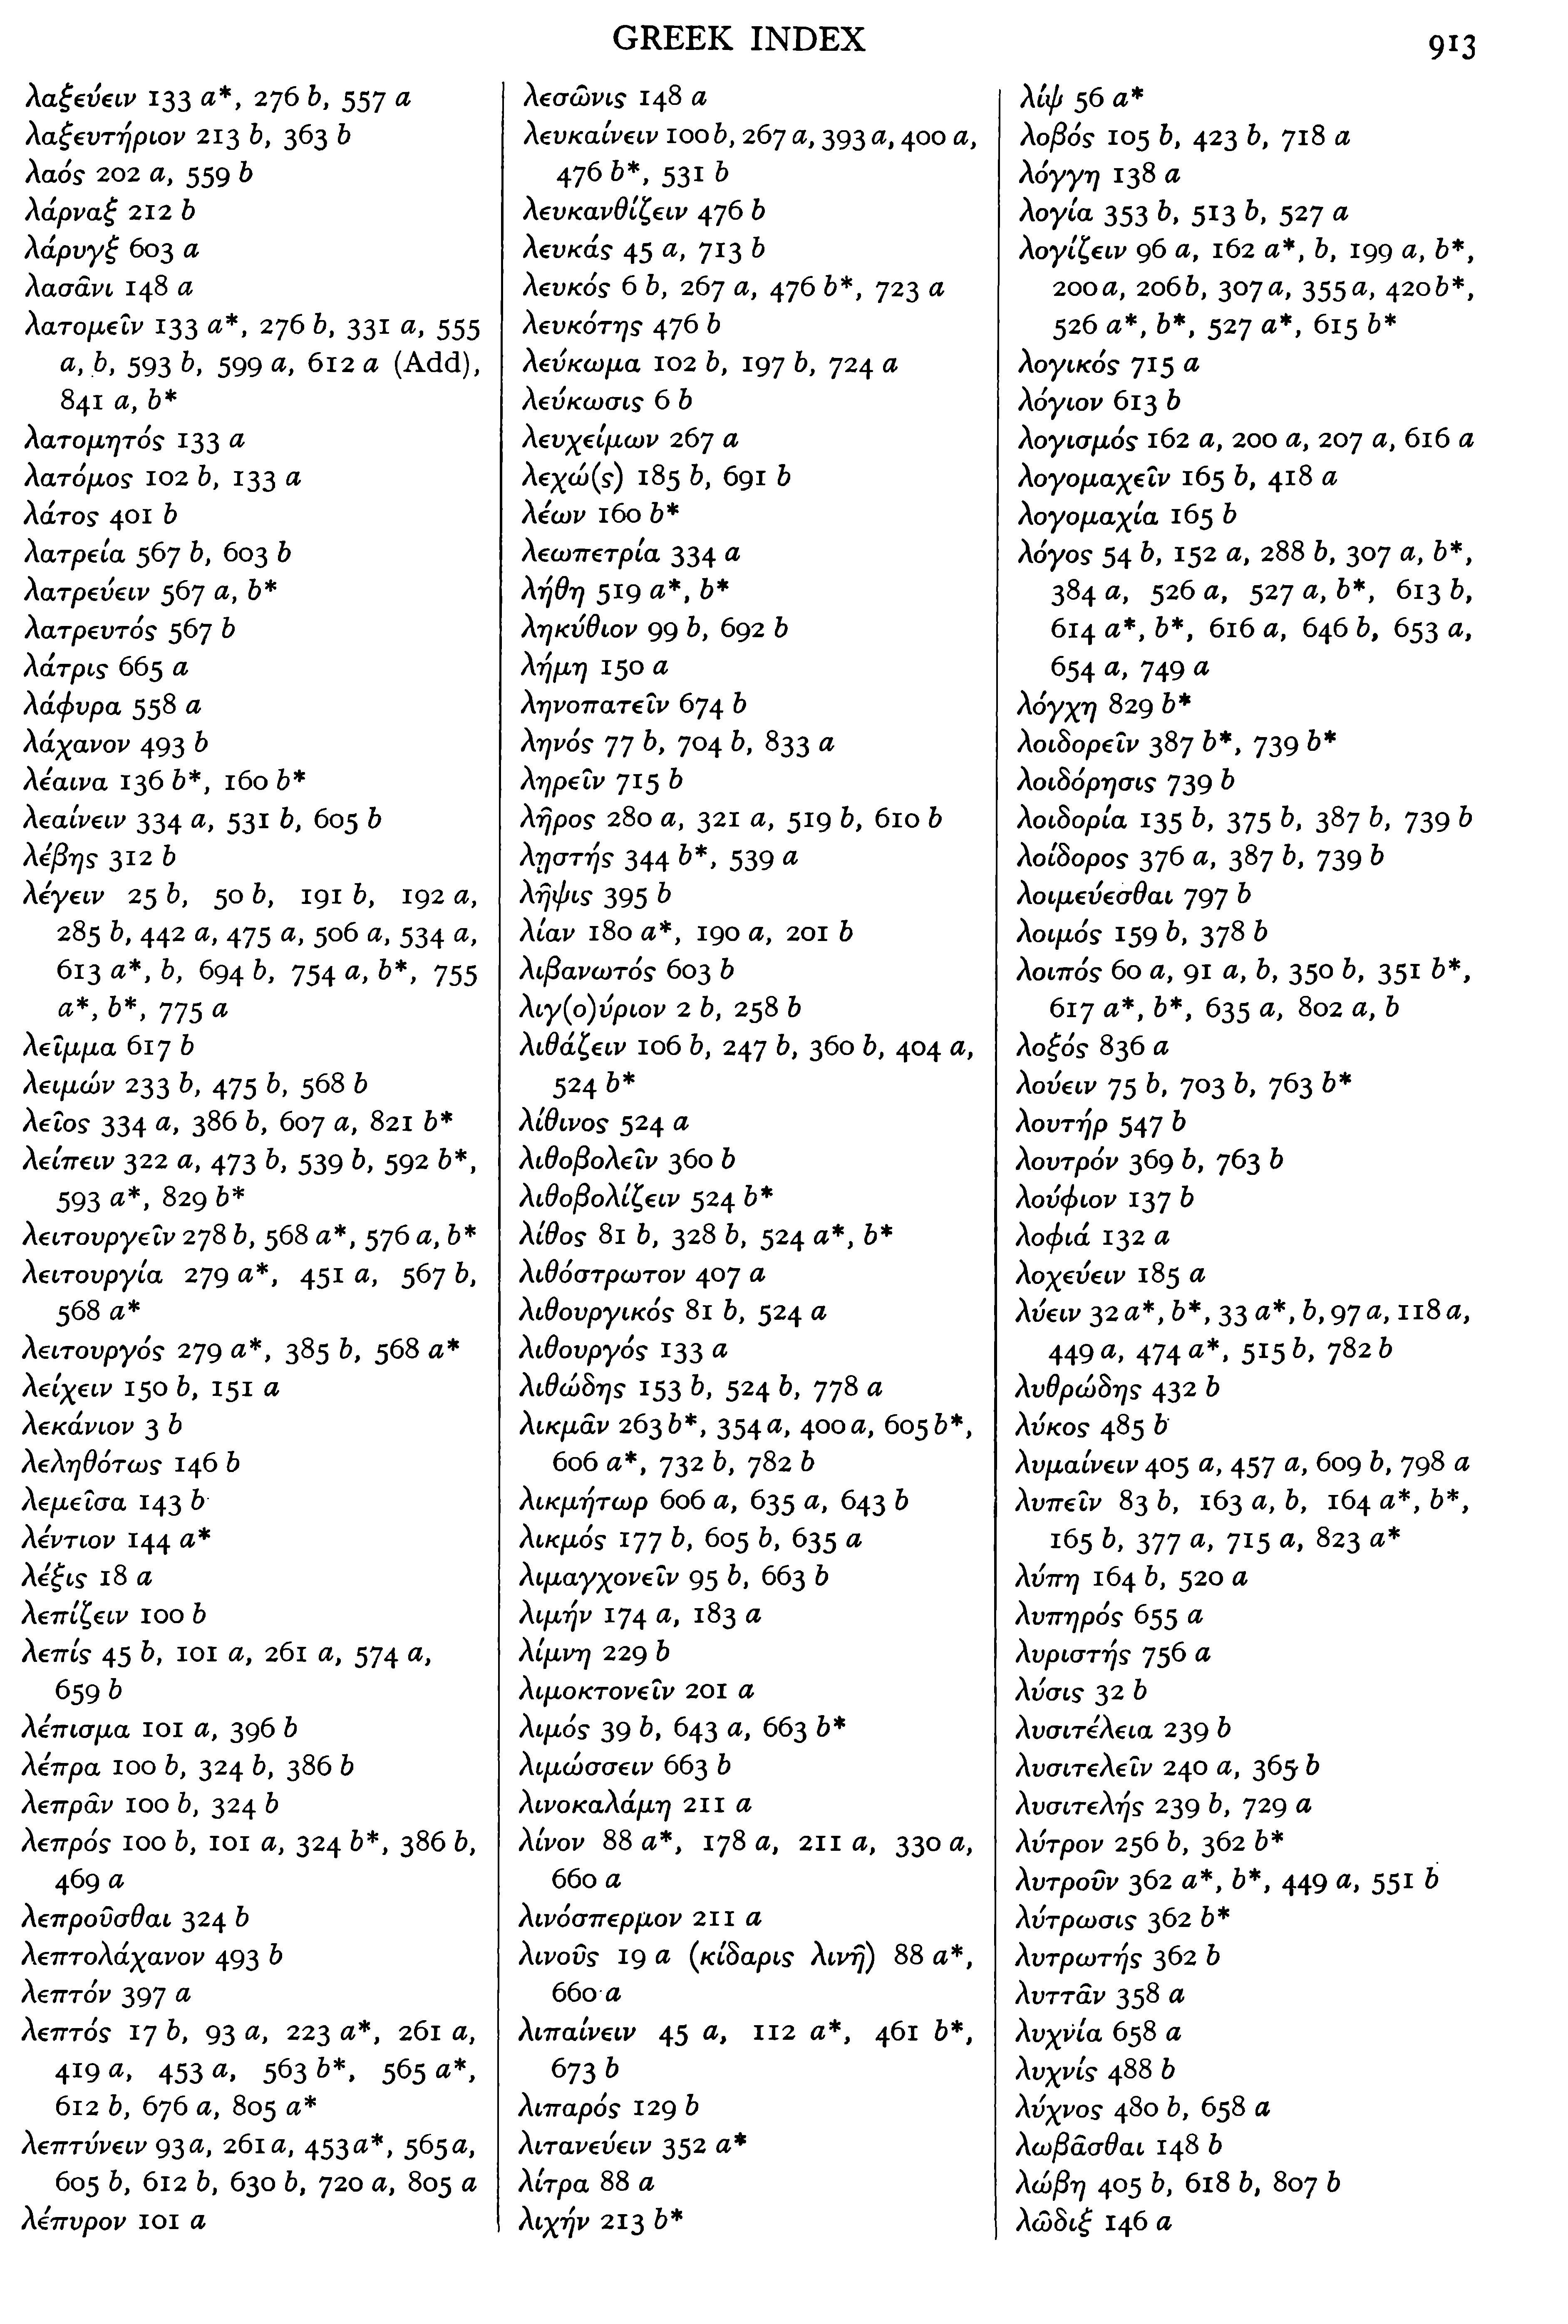 GREEK INDEX
913
λαξεύειν 133 a*, 276 b, 557 a
λαξευτήριον 213 b, 363 b
λαός 202 a, 559 b
λάρναξ 212 b
λάρυγξ 603 a
λασᾶνι 148 a
λατομεῖν 133 a*, 276 b, 331 a, 555
a, b, 593 b, 599 a, 612 a (Add),
841 a, b*
λατομητός 133 a
λατόμος 102 b, 133 a
λάτος 401 b
λατρεία 567 b, 603 b
λατρεύειν 567 a, b*
λατρευτός 567 b
λάτρις 665 a
λάφυρα 558 a
λάχανον 493 b
λέαινα 136 b*, 160 b*
λεαίνειν 334 a, 531 b, 605 b
λέβης 312 b
λέγειν 25 b, 50 b, 191 b, 192 a,
285 b, 442 a, 475 a, 506 a, 534 a,
613 a*, b, 694 b, 754 a, b*, 755
a*, b*, 775 a
λεῖμμα 617 b
λειμών 233 b, 475 b, 568 b
λεῖος 334 a, 386 b, 607 a, 821 b*
λείπειν 322 a, 473 b, 539 b, 592 b*,
593 a*, 829 b*
λειτουργεῖν 278 b, 568 a*, 576 a, b*
λειτουργία 279 a*, 451 a, 567 b,
568 a*
λειτουργός 279 a*, 385 b, 568 a*
λείχειν 150 b, 151 a
λεκάνιον 3 b
λεληθότως 146 b
λεμεῖσα 143 b
λέντιον 144 a*
λέξις 18 a
λεπίζειν 100 b
λεπίς 45 b, 101 a, 261 a, 574 a,
659 b
λέπισμα 101 a, 396 b
λέπρα 100 b, 324 b, 386 b
λεπρᾶν 100 b, 324 b
λεπρός 100 b, 101 a, 324 b*, 386 b,
469 a
λεπροῦσθαι 324 b
λεπτολάχανον 493 b
λεπτόν 397 a
λεπτός 17 b, 93 a, 223 a*, 261 a,
419 a, 453 a, 563 b*, 565 a*,
612 b, 676 a, 805 a*
λεπτύνειν 93 a, 261 a, 453 a*, 565 a,
605 b, 612 b, 630 b, 720 a, 805 a
λέπυρον 101 a
λεσῶνις 148 a
λευκαίνειν 100 b, 267 a, 393 a, 400 a,
476 b*, 531 b
λευκανθίζειν 476 b
λευκάς 45 a, 713 b
λευκός 6 b, 267 a, 476 b*, 723 a
λευκότης 476 b
λεύκωμα 102 b, 197 b, 724 a
λεύκωσις 6 b
λευχείμων 267 a
λεχώ(ς) 185 b, 691 b
λέων 160 b*
λεωπετρία 334 a
λήθη 519 a*, b*
ληκύθιον 99 b, 692 b
λήμη 150 a
ληνοπατεῖν 674 b
ληνός 77 b, 704 b, 833 a
ληρεῖν 715 b
λῆρος 280 a, 321 a, 519 b, 610 b
λῃστής 344 b*, 539 a
λῆψις 395 b
λίαν 180 a*, 190 a, 201 b
λιβανωτός 603 b
λιγ(ο)ύριον 2 b, 258 b
λιθάζειν 106 b, 247 b, 360 b, 404 a,
524 b*
λίθινος 524 a
λιθοβολεῖν 360 b
λιθοβολίζειν 524 b*
λίθος 81 b, 328 b, 524 a*, b*
λιθόστρωτον 407 a
λιθουργικός 81 b, 524 a
λιθουργός 133 a
λιθώδης 153 b, 524 b, 778 a
λικμᾶν 263 b*, 354 a, 400 a, 605 b*,
606 a*, 732 b, 782 b
λικμήτωρ 606 a, 635 a, 643 b
λικμός 177 b, 605 b, 635 a
λιμαγχονεῖν 95 b, 663 b
λιμήν 174 a, 183 a
λίμνη 229 b
λιμοκτονεῖν 201 a
λιμός 39 b, 643 a, 663 b*
λιμώσσειν 663 b
λινοκαλάμη 211 a
λίνον 88 a*, 178 a, 211 a, 330 a,
660 a
λινόσπερμον 211 a
λινοῦς 19 a (κίδαρις λινῆ) 88 a*,
660 a
λιπαίνειν 45 a, 112 a*, 461 b*,
673 b
λιπαρός 129 b
λιτανεύειν 352 a*
λίτρα 88 a
λιχήν 213 b*
λίψ 56 a*
λοβός 105 b, 423 b, 718 a
λόγγη 138 a
λογία 353 b, 513 b, 527 a
λογίζειν 96 a, 162 a*, b, 199 a, b*,
200 a, 206 b, 307 a, 355 a, 420 b*,
526 a*, b*, 527 a*, 615 b*
λογικός 715 a
λόγιον 613 b
λογισμός 162 a, 200 a, 207 a, 616 a
λογομαχεῖν 165 b, 418 a
λογομαχία 165 b
λόγος 54 b, 152 a, 288 b, 307 a, b*,
384 a, 526 a, 527 a, b*, 613 b,
614 a*, b*, 616 a, 646 b, 653 a,
654 a, 749 a
λόγχη 829 b*
λοιδορεῖν 387 b*, 739 b*
λοιδόρησις 739 b
λοιδορία 135 b, 375 b, 387 b, 739 b
λοίδορος 376 a, 387 b, 739 b
λοιμεύεσθαι 797 b
λοιμός 159 b, 378 b
λοιπός 60 a, 91 a, b, 350 b, 351 b*,
617 a*, b*, 635 a, 802 a, b
λοξός 836 a
λούειν 75 b, 703 b, 763 b*
λουτήρ 547 b
λουτρόν 369 b, 763 b
λούφιον 137 b
λοφιά 132 a
λοχεύειν 185 a
λύειν 32 a*, b*, 33 a*, b, 97 a, 118 a,
449 a, 474 a*, 515 b, 782 b
λυθρώδης 432 b
λύκος 485 b
λυμαίνειν 405 a, 457 a, 609 b, 798 a
λυπεῖν 83 b, 163 a, b, 164 a*, b*,
165 b, 377 a, 715 a, 823 a*
λύπη 164 b, 520 a
λυπηρός 655 a
λυριστής 756 a
λύσις 32 b
λυσιτέλεια 239 b
λυσιτελεῖν 240 a, 365 b
λυσιτελής 239 b, 729 a
λύτρον 256 b, 362 b*
λυτροῦν 362 a*, b*, 449 a, 551 b
λύτρωσις 362 b*
λυτρωτής 362 b
λυττᾶν 358 a
λυχνία 658 a
λυχνίς 488 b
λύχνος 480 b, 658 a
λωβᾶσθαι 148 b
λώβη 405 b, 618 b, 807 b
λῶδιξ 146 a